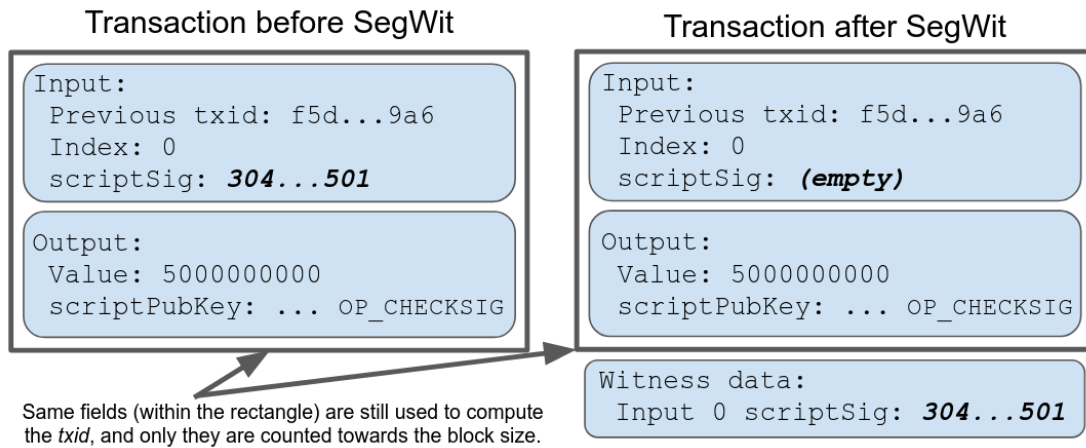 Transaction before SegWit
Input:
Previous txid: f5d...9a6
Index: 0
scriptSig: 304...501
Output:
Value: 5000000000
scriptPubKey: ... OP_CHECKSIG
Same fields (within the rectangle) are still used to compute
the txid, and only they are counted towards the block size.
Transaction after SegWit
Input:
Previous txid: f5d...9a6
Index: 0
scriptSig: (empty)
Output:
Value: 5000000000
scriptPubKey: ... OP_CHECKSIG
Witness data:
Input 0 scriptSig: 304...501